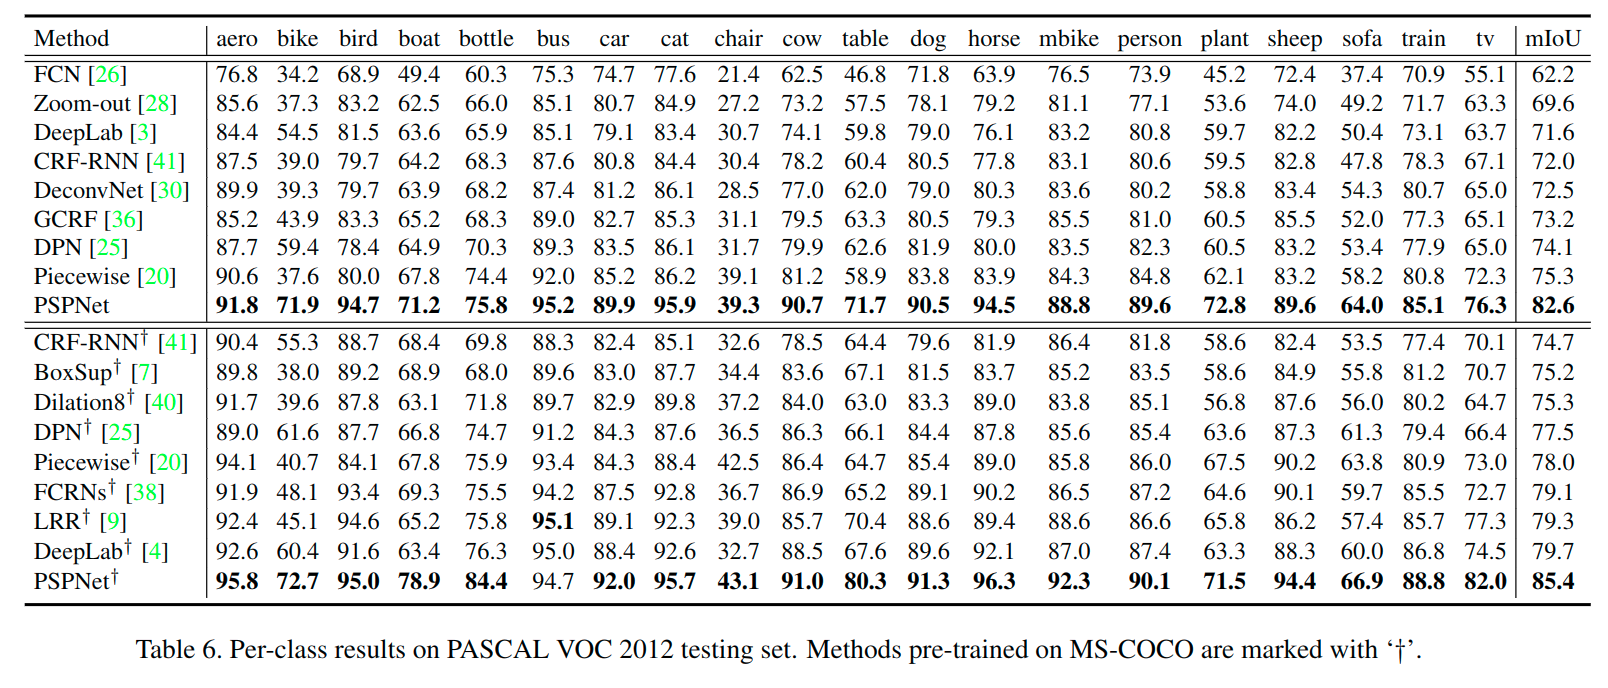 Method aero bike bird boat bottle bus car cat chair cow table dog horse mbike person plant sheep sofa train tv mIoU
FCN [26] 76.8 34.2 68.9 49.4 60.3 75.3 74.7 77.6 21.4 62.5 46.8 71.8 63.9 76.5 73.9 45.2 72.4 37.4 70.9 55.1 62.2
Zoom-out [28] 85.6 37.3 83.2 62.5 66.0 85.1 80.7 84.9 27.2 73.2 57.5 78.1 79.2 81.1 77.1 53.6 74.0 49.2 71.7 63.3 69.6
DeepLab [3] 84.4 54.5 81.5 63.6 65.9 85.1 79.1 83.4 30.7 74.1 59.8 79.0 76.1 83.2 80.8 59.7 82.2 50.4 73.1 63.7 71.6
CRF-RNN [41] 87.5 39.0 79.7 64.2 68.3 87.6 80.8 84.4 30.4 78.2 60.4 80.5 77.8 83.1 80.6 59.5 82.8 47.8 78.3 67.1 72.0
DeconvNet [30] 89.9 39.3 79.7 63.9 68.2 87.4 81.2 86.1 28.5 77.0 62.0 79.0 80.3 83.6 80.2 58.8 83.4 54.3 80.7 65.0 72.5
GCRF [36] 85.2 43.9 83.3 65.2 68.3 89.0 82.7 85.3 31.1 79.5 63.3 80.5 79.3 85.5 81.0 60.5 85.5 52.0 77.3 65.1 73.2
DPN [25] 87.7 59.4 78.4 64.9 70.3 89.3 83.5 86.1 31.7 79.9 62.6 81.9 80.0 83.5 82.3 60.5 83.2 53.4 77.9 65.0 74.1
Piecewise [20] 90.6 37.6 80.0 67.8 74.4 92.0 85.2 86.2 39.1 81.2 58.9 83.8 83.9 84.3 84.8 62.1 83.2 58.2 80.8 72.3 75.3
PSPNet 91.8 71.9 94.7 71.2 75.8 95.2 89.9 95.9 39.3 90.7 71.7 90.5 94.5 88.8 89.6 72.8 89.6 64.0 85.1 76.3 82.6
CRF-RNN† [41] 90.4 55.3 88.7 68.4 69.8 88.3 82.4 85.1 32.6 78.5 64.4 79.6 81.9 86.4 81.8 58.6 82.4 53.5 77.4 70.1 74.7
BoxSup† [7] 89.8 38.0 89.2 68.9 68.0 89.6 83.0 87.7 34.4 83.6 67.1 81.5 83.7 85.2 83.5 58.6 84.9 55.8 81.2 70.7 75.2
Dilation8† [40] 91.7 39.6 87.8 63.1 71.8 89.7 82.9 89.8 37.2 84.0 63.0 83.3 89.0 83.8 85.1 56.8 87.6 56.0 80.2 64.7 75.3
DPN† [25] 89.0 61.6 87.7 66.8 74.7 91.2 84.3 87.6 36.5 86.3 66.1 84.4 87.8 85.6 85.4 63.6 87.3 61.3 79.4 66.4 77.5
Piecewise† [20] 94.1 40.7 84.1 67.8 75.9 93.4 84.3 88.4 42.5 86.4 64.7 85.4 89.0 85.8 86.0 67.5 90.2 63.8 80.9 73.0 78.0
FCRNs† [38] 91.9 48.1 93.4 69.3 75.5 94.2 87.5 92.8 36.7 86.9 65.2 89.1 90.2 86.5 87.2 64.6 90.1 59.7 85.5 72.7 79.1
LRR† [9] 92.4 45.1 94.6 65.2 75.8 95.1 89.1 92.3 39.0 85.7 70.4 88.6 89.4 88.6 86.6 65.8 86.2 57.4 85.7 77.3 79.3
DeepLab† [4] 92.6 60.4 91.6 63.4 76.3 95.0 88.4 92.6 32.7 88.5 67.6 89.6 92.1 87.0 87.4 63.3 88.3 60.0 86.8 74.5 79.7
PSPNet† 95.8 72.7 95.0 78.9 84.4 94.7 92.0 95.7 43.1 91.0 80.3 91.3 96.3 92.3 90.1 71.5 94.4 66.9 88.8 82.0 85.4
Table 6. Per-class results on PASCAL VOC 2012 testing set. Methods pre-trained on MS-COCO are marked with ‘†’.